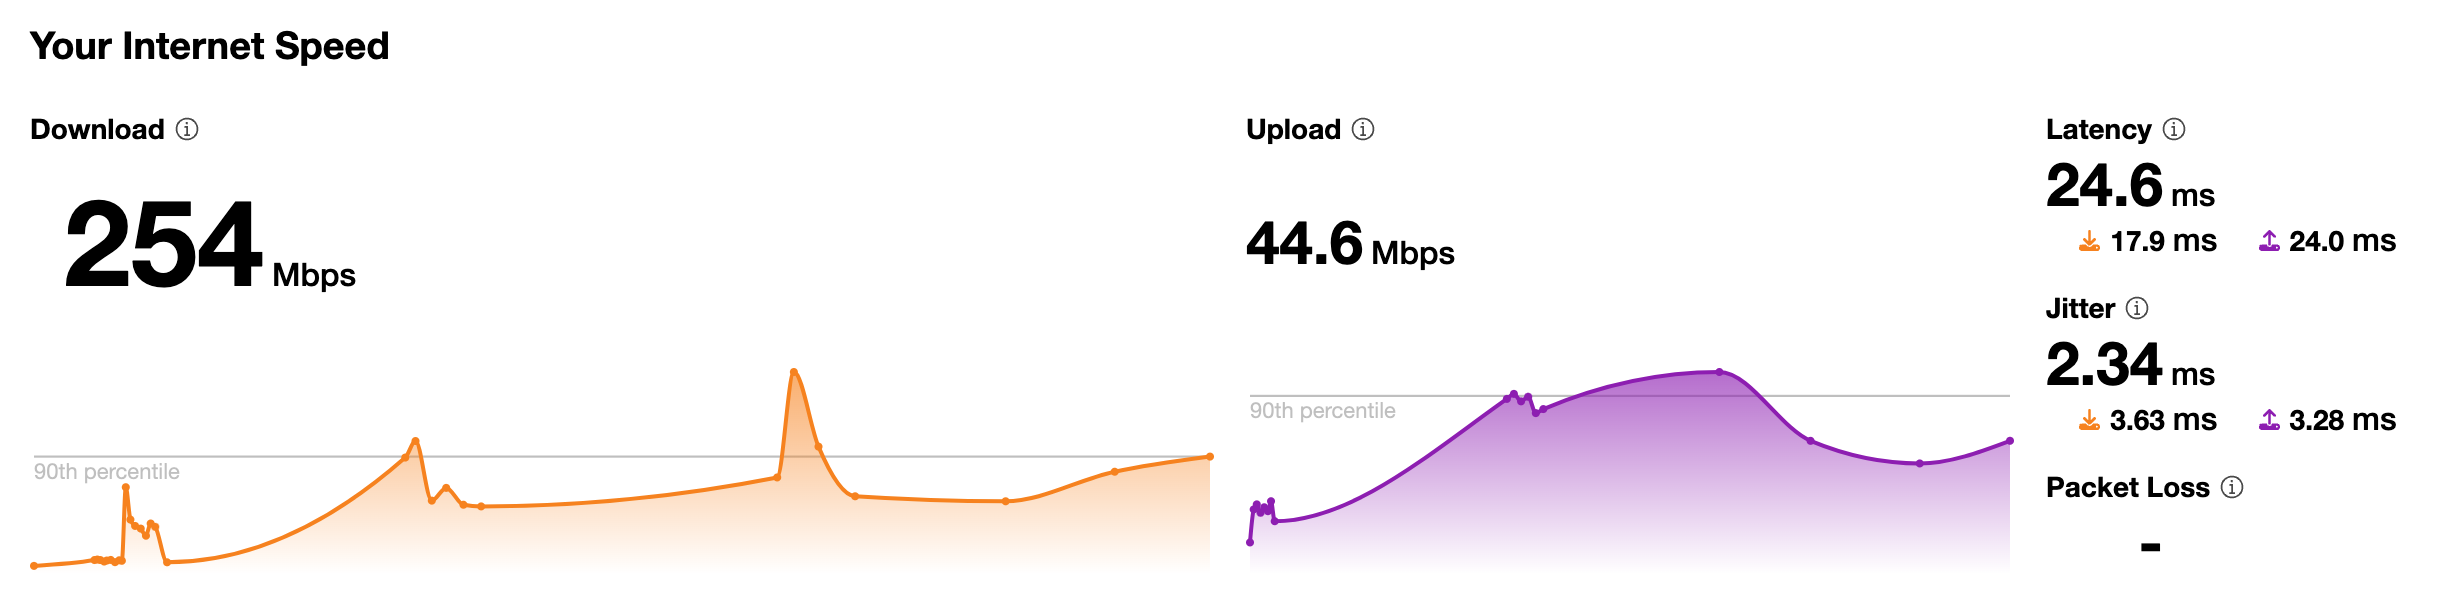 Your Internet Speed
Download
254 Mbps
90th percentile
Upload
44.6 Mbps
90th percentile
Latency
24.6 ms
17.9 ms 24.0 ms
Jitter
2.34 ms
3.63 ms 3.28 ms
Packet Loss
-